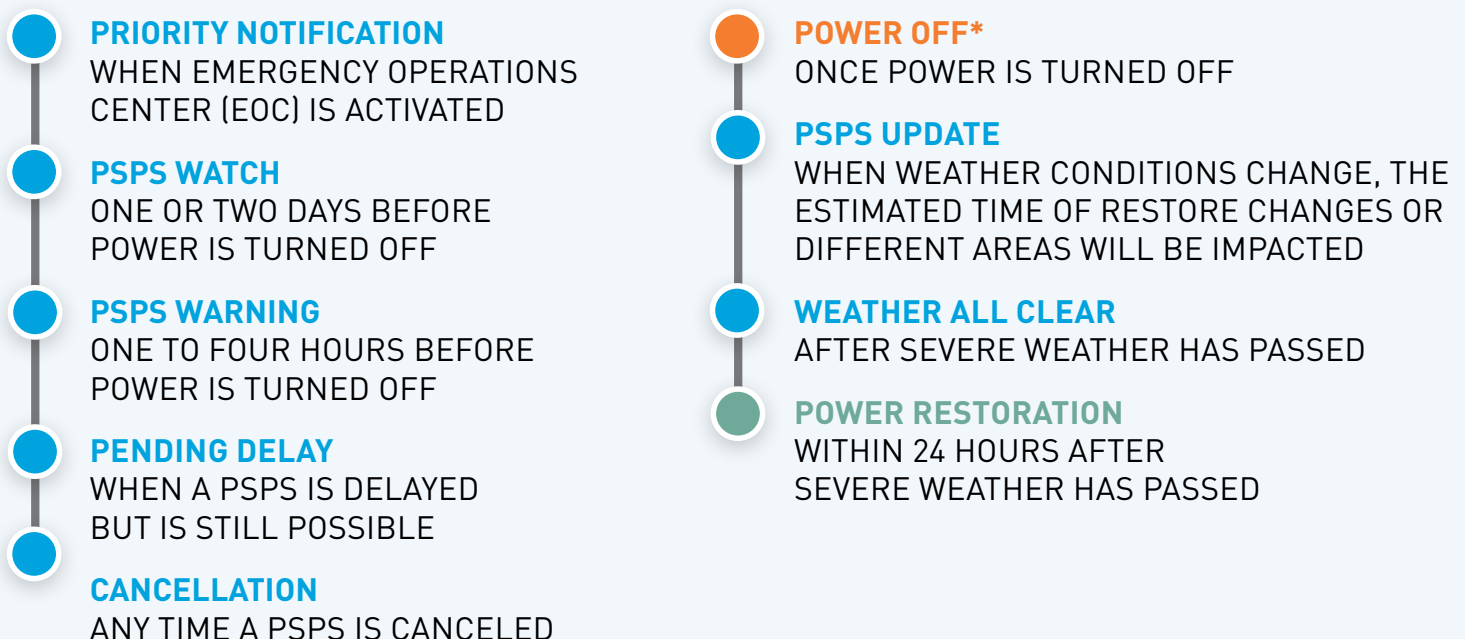 PRIORITY NOTIFICATION
WHEN EMERGENCY OPERATIONS
CENTER (EOC) IS ACTIVATED
PSPS WATCH
ONE OR TWO DAYS BEFORE
POWER IS TURNED OFF
PSPS WARNING
ONE TO FOUR HOURS BEFORE
POWER IS TURNED OFF
PENDING DELAY
WHEN A PSPS IS DELAYED
BUT IS STILL POSSIBLE
CANCELLATION
ANY TIME A PSPS IS CANCELED
POWER OFF*
ONCE POWER IS TURNED OFF
PSPS UPDATE
WHEN WEATHER CONDITIONS CHANGE, THE
ESTIMATED TIME OF RESTORE CHANGES OR
DIFFERENT AREAS WILL BE IMPACTED
WEATHER ALL CLEAR
AFTER SEVERE WEATHER HAS PASSED
POWER RESTORATION
WITHIN 24 HOURS AFTER
SEVERE WEATHER HAS PASSED